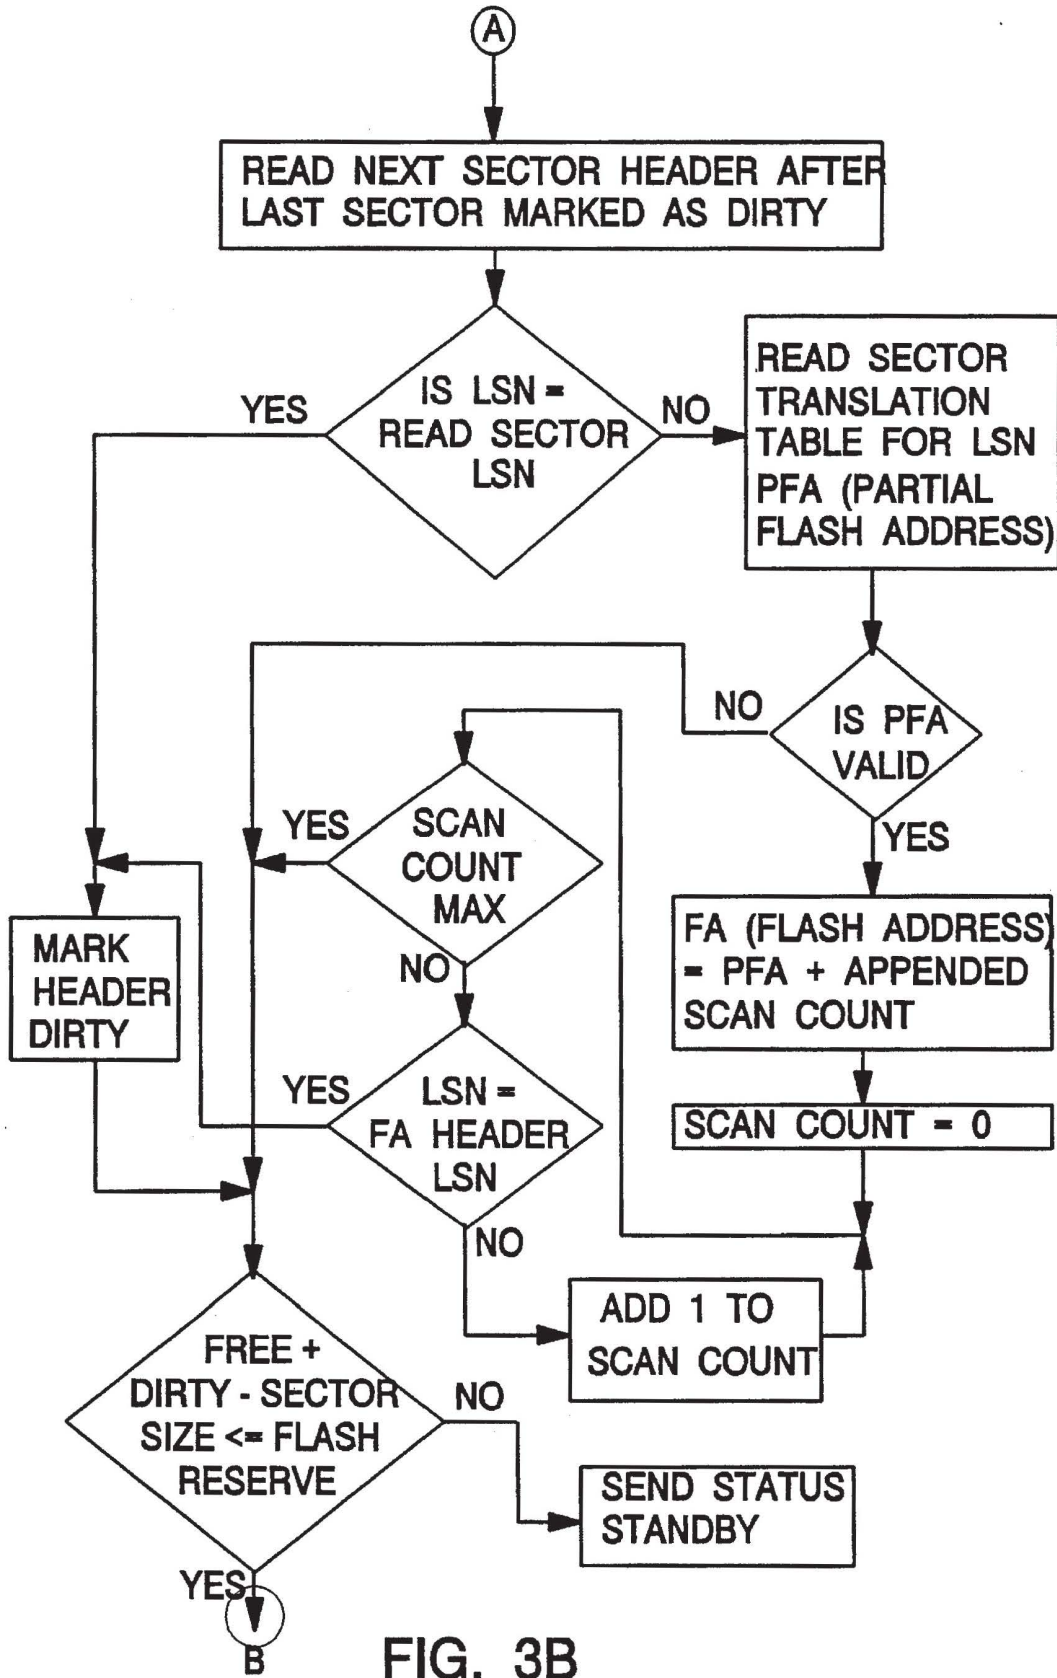 A
READ NEXT SECTOR HEADER AFTER
LAST SECTOR MARKED AS DIRTY
IS LSN =
READ SECTOR
LSN
YES
NO
READ SECTOR
TRANSLATION
TABLE FOR LSN
PFA (PARTIAL
FLASH ADDRESS)
IS PFA
VALID
NO
YES
SCAN
COUNT
MAX
YES
NO
FA (FLASH ADDRESS)
= PFA + APPENDED
SCAN COUNT
MARK
HEADER
DIRTY
SCAN COUNT = 0
LSN =
FA HEADER
LSN
YES
NO
ADD 1 TO
SCAN COUNT
FREE +
DIRTY - SECTOR
SIZE <= FLASH
RESERVE
NO
SEND STATUS
STANDBY
YES
B
FIG. 3B